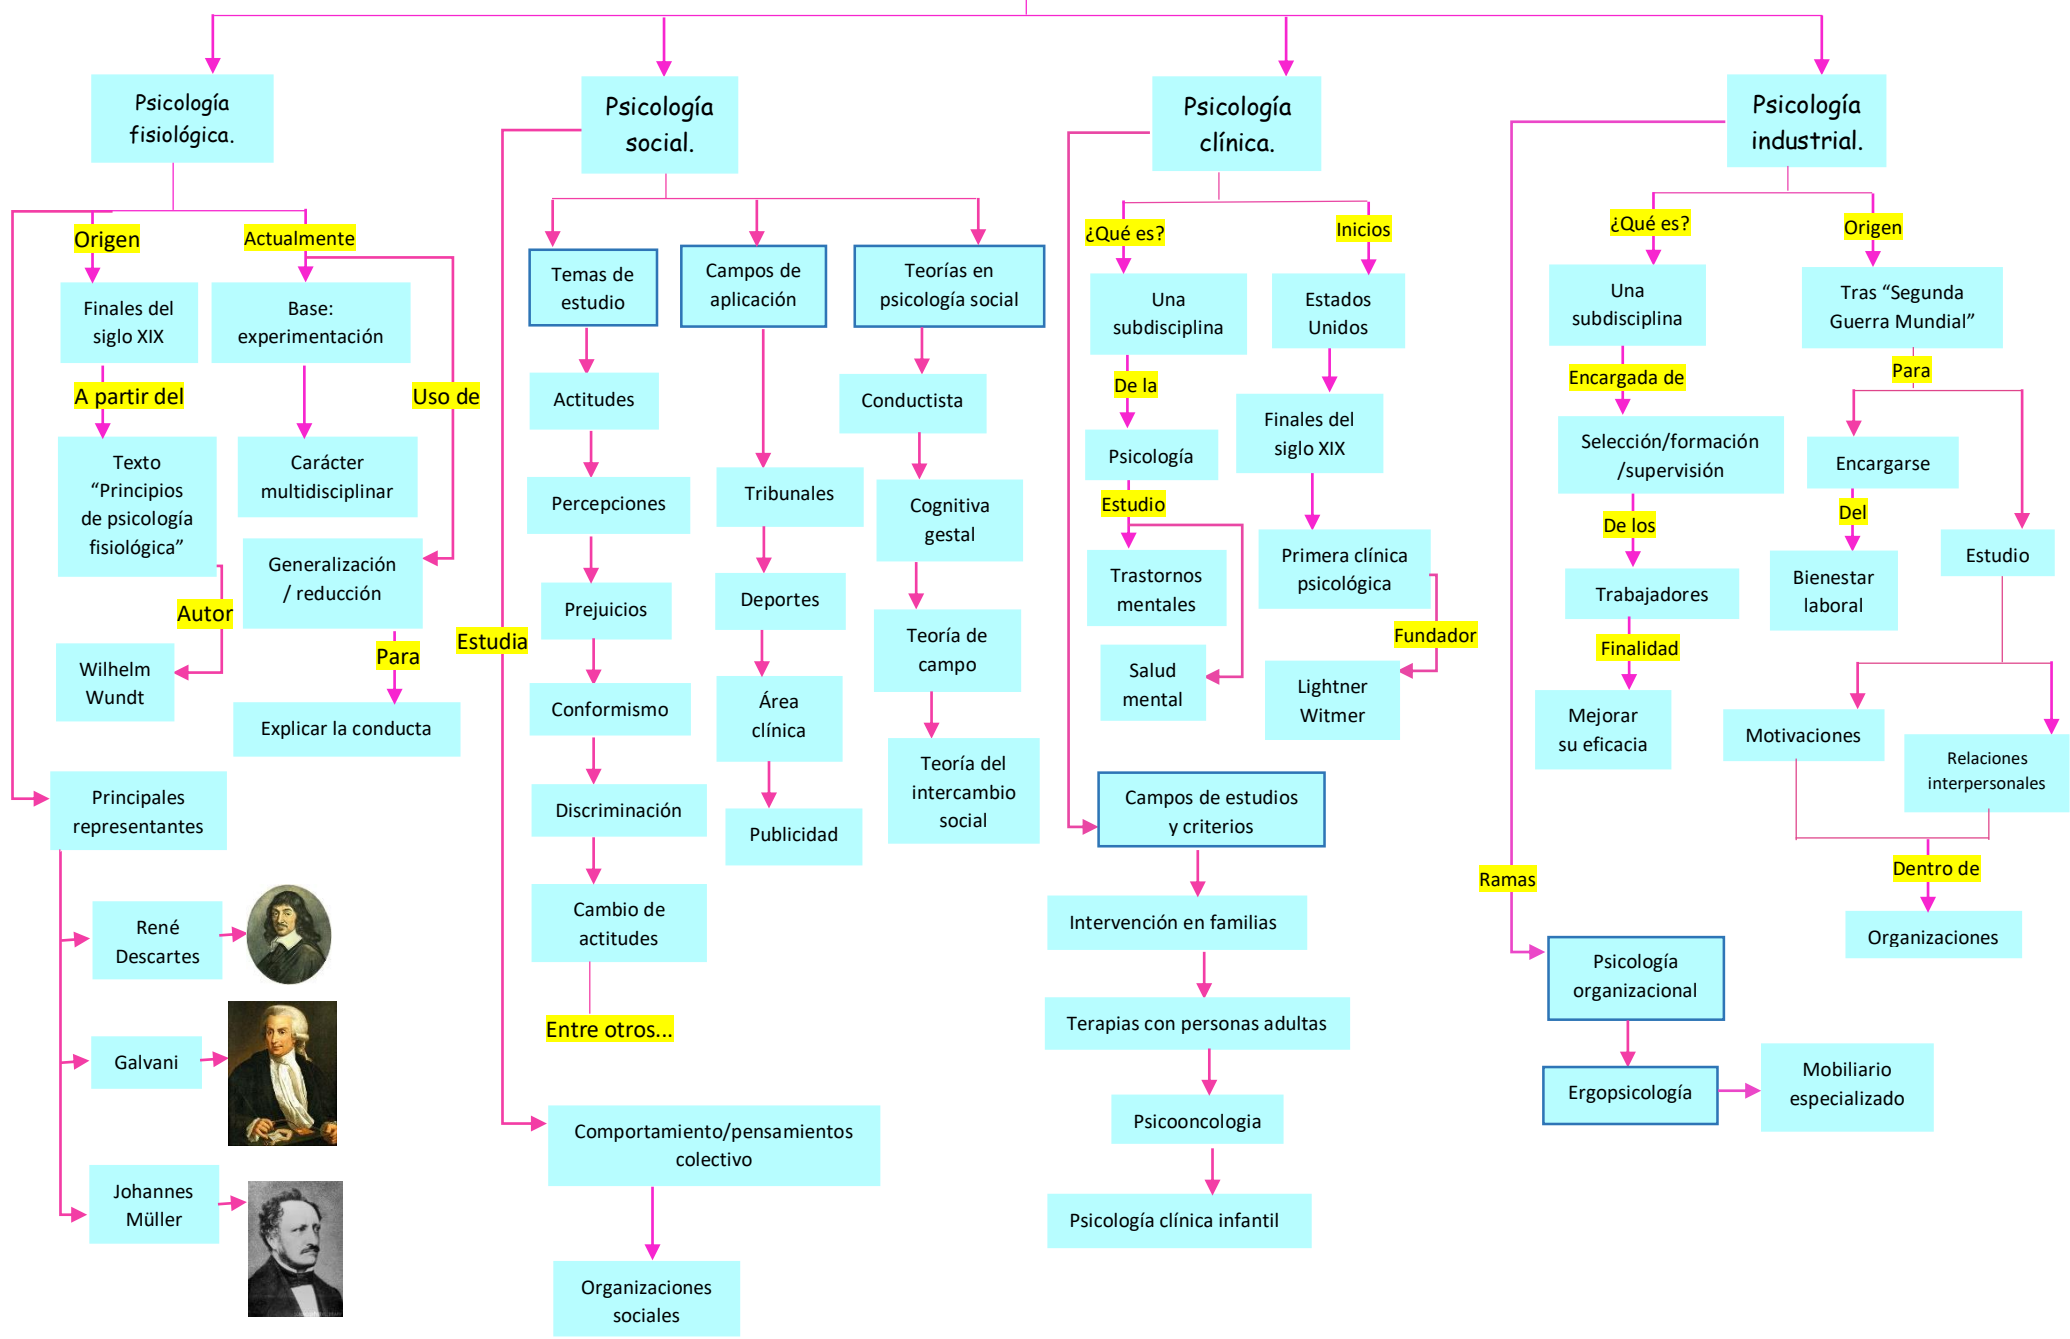 Psicología
fisiológica.
Origen
Actualmente
Finales del
siglo XIX
Base:
experimentación
A partir del
Uso de
Texto
“Principios
de psicología
fisiológica”
Carácter
multidisciplinar
Generalización
/ reducción
Autor
Para
Wilhelm
Wundt
Explicar la conducta
Principales
representantes
René
Descartes
Galvani
Johannes
Müller
Psicología
social.
Temas de
estudio
Campos de
aplicación
Teorías en
psicología social
Actitudes
Percepciones
Prejuicios
Conformismo
Discriminación
Cambio de
actitudes
Entre otros...
Tribunales
Deportes
Área
clínica
Publicidad
Conductista
Cognitiva
gestal
Teoría de
campo
Teoría del
intercambio
social
Estudia
Comportamiento/pensamientos
colectivo
Organizaciones
sociales
Psicología
clínica.
¿Qué es?
Inicios
Una
subdisciplina
De la
Psicología
Estudio
Trastornos
mentales
Salud
mental
Estados
Unidos
Finales del
siglo XIX
Primera clínica
psicológica
Fundador
Lightner
Witmer
Campos de estudios
y criterios
Intervención en familias
Terapias con personas adultas
Psicooncologia
Psicología clínica infantil
Psicología
industrial.
¿Qué es?
Origen
Una
subdisciplina
Encargada de
Selección/formación
/supervisión
De los
Trabajadores
Finalidad
Mejorar
su eficacia
Tras “Segunda
Guerra Mundial”
Para
Encargarse
Del
Bienestar
laboral
Estudio
Motivaciones
Relaciones
interpersonales
Dentro de
Organizaciones
Ramas
Psicología
organizacional
Ergopsicología
Mobiliario
especializado